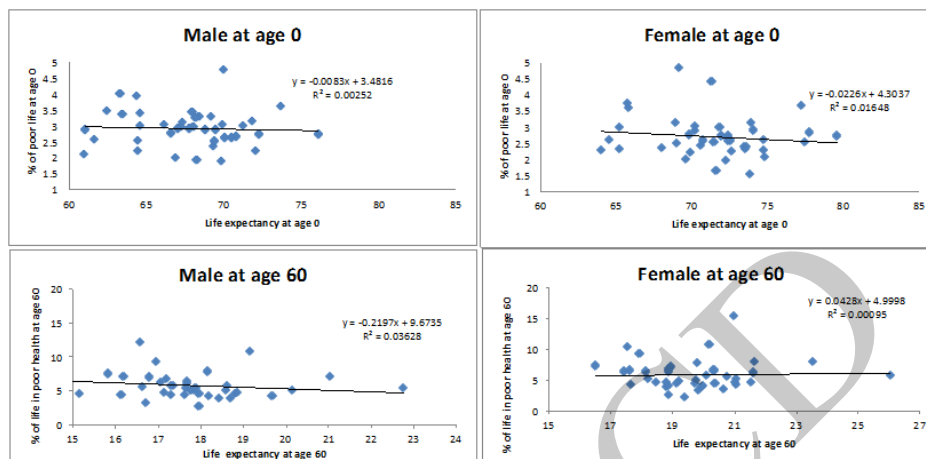 Male at age 0
% of poor life at age 0
5
4.5
4
3.5
3
2.5
2
1.5
1
y = -0.0083x + 3.4816
R² = 0.00252
60 65 70 75 80 85
Life expectancy at age 0
Female at age 0
% of poor life at age 0
5
4.5
4
3.5
3
2.5
2
1.5
1
y = -0.0226x + 4.3037
R² = 0.01648
60 65 70 75 80 85
Life expectancy at age 0
Male at age 60
% of life in poor health at age 60
20
15
10
5
0
y = -0.2197x + 9.6735
R² = 0.03628
15 16 17 18 19 20 21 22 23 24
Life expectancy at age 60
Female at age 60
% of life in poor health at age 60
20
15
10
5
0
y = 0.0428x + 4.9998
R² = 0.00095
15 17 19 21 23 25 27
Life expectancy at age 60